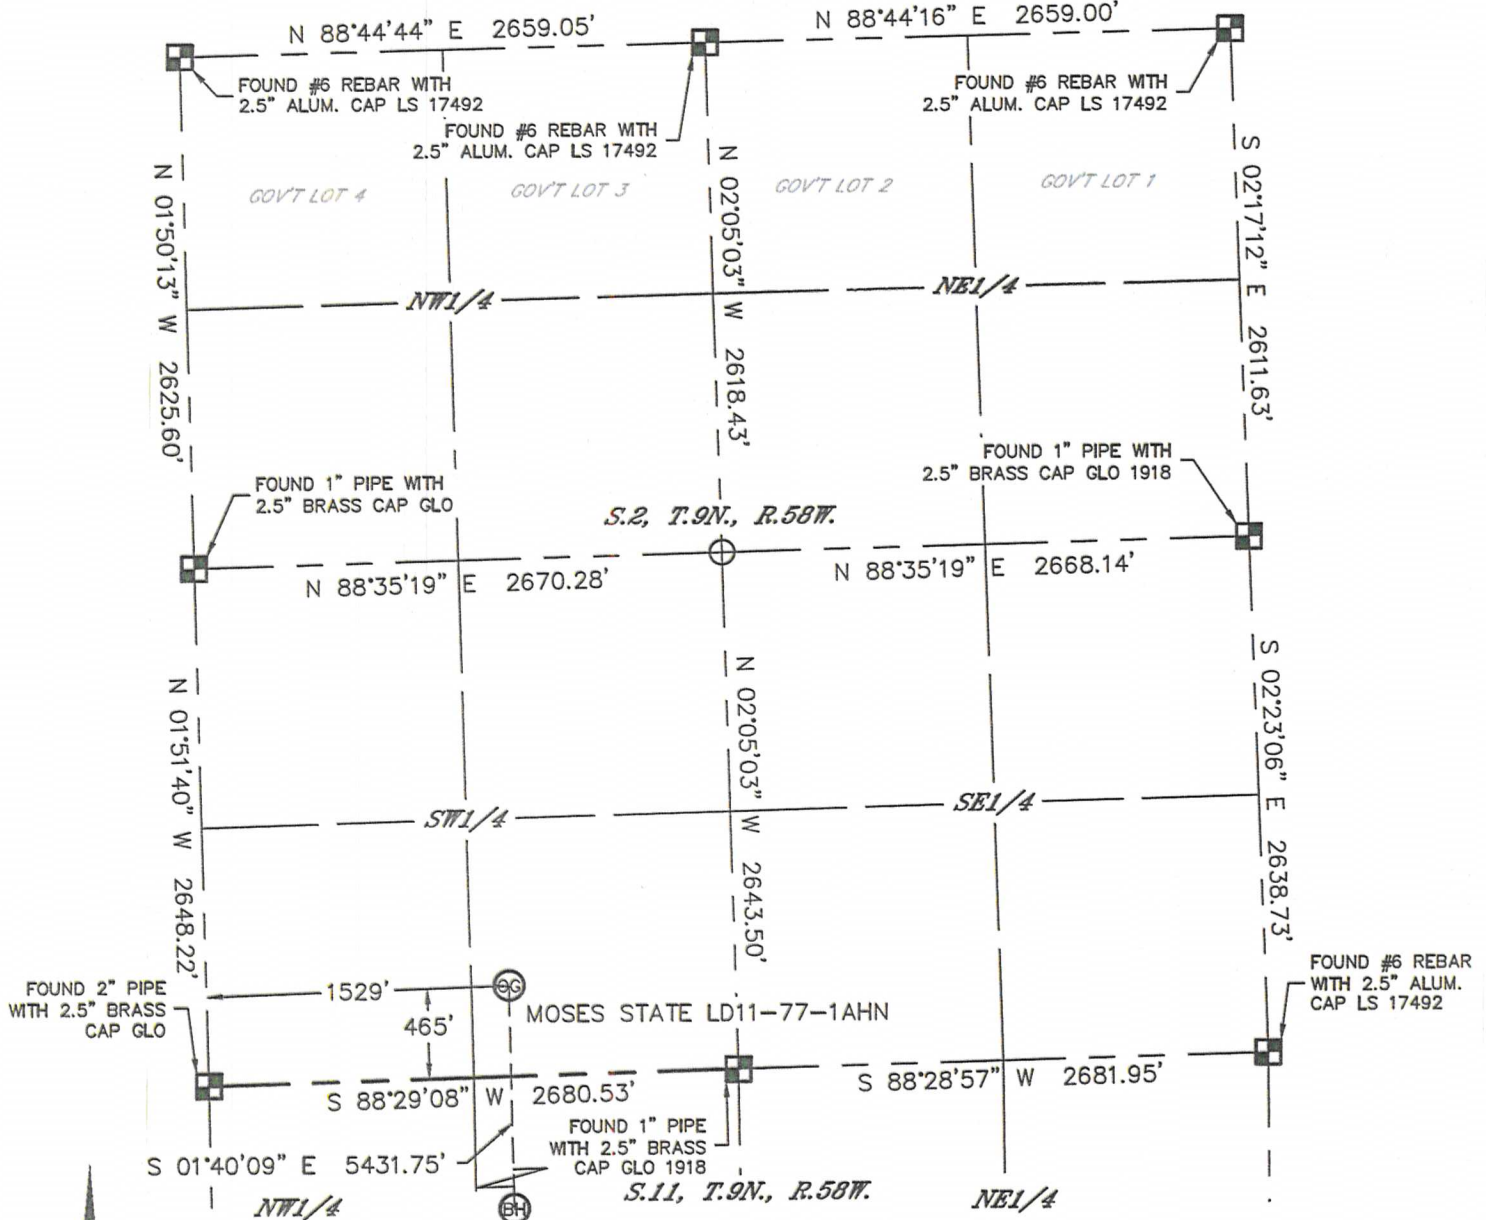 N 88°44'44" E 2659.05'
N 88°44'16" E 2659.00'
FOUND #6 REBAR WITH
2.5" ALUM. CAP LS 17492
FOUND #6 REBAR WITH
2.5" ALUM. CAP LS 17492
FOUND #6 REBAR WITH
2.5" ALUM. CAP LS 17492
GOV'T LOT 4
GOV'T LOT 3
GOV'T LOT 2
GOV'T LOT 1
N 01°50'13" W 2625.60'
N 02°05'03" W 2618.43'
S 02°17'12" E 2611.63'
NW1/4
NE1/4
FOUND 1" PIPE WITH
2.5" BRASS CAP GLO
FOUND 1" PIPE WITH
2.5" BRASS CAP GLO 1918
S.2, T.9N., R.58W.
N 88°35'19" E 2670.28'
N 88°35'19" E 2668.14'
N 01°51'40" W 2648.22'
N 02°05'03" W 2643.50'
S 02°23'06" E 2638.73'
SW1/4
SE1/4
FOUND 2" PIPE
WITH 2.5" BRASS
CAP GLO
1529'
OG
465'
MOSES STATE LD11-77-1AHN
FOUND #6 REBAR
WITH 2.5" ALUM.
CAP LS 17492
S 88°29'08" W 2680.53'
S 88°28'57" W 2681.95'
FOUND 1" PIPE
WITH 2.5" BRASS
CAP GLO 1918
S 01°40'09" E 5431.75'
S.11, T.9N., R.58W.
NW1/4
BH
NE1/4